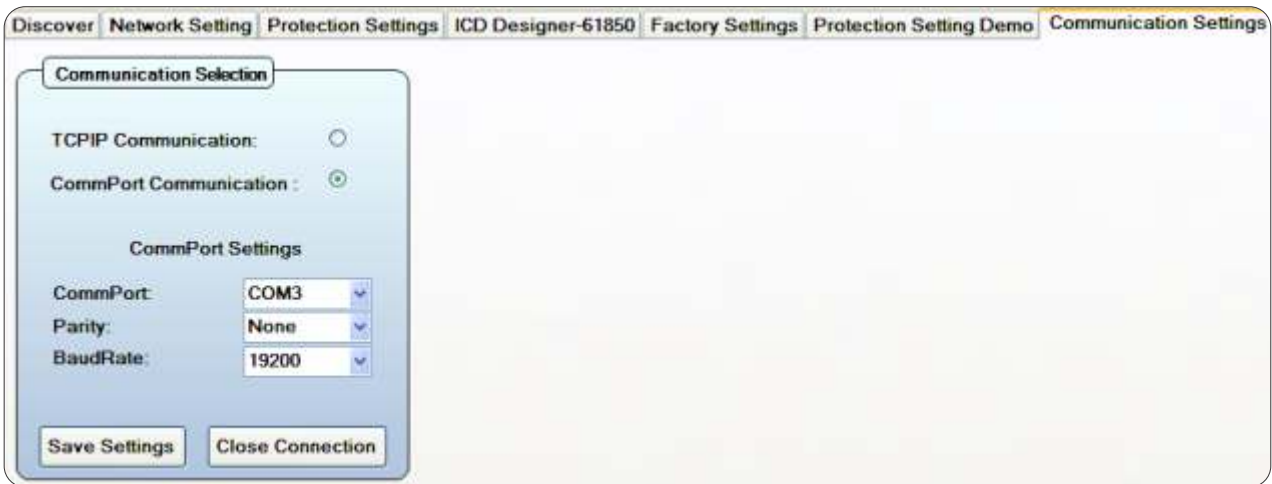 Discover Network Setting Protection Settings ICD Designer-61850 Factory Settings Protection Setting Demo Communication Settings
Communication Selection
TCPIP Communication:
CommPort Communication :
CommPort Settings
CommPort: COM3
Parity: None
BaudRate: 19200
Save Settings Close Connection